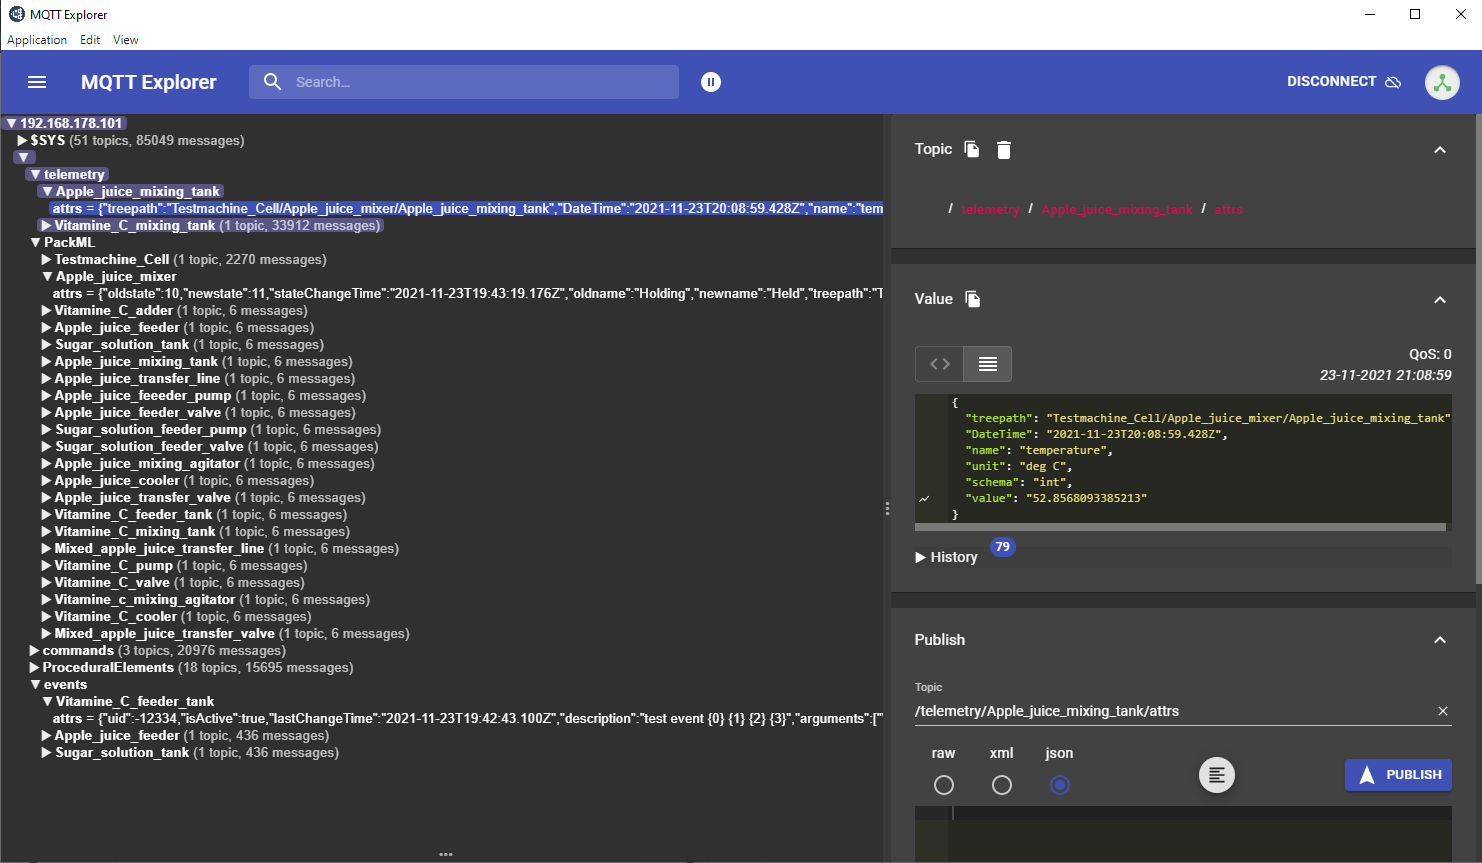 MQTT Explorer
Application Edit View
MQTT Explorer
Search...
DISCONNECT
▼192.168.178.101
▶$SYS (51 topics, 85049 messages)
▼
▼telemetry
▼Apple_juice_mixing_tank
attrs = {"treepath":"Testmachine_Cell/Apple_juice_mixer/Apple_juice_mixing_tank","DateTime":"2021-11-23T20:08:59.428Z","name":"tem
▶Vitamine_C_mixing_tank (1 topic, 33912 messages)
▼PackML
▶Testmachine_Cell (1 topic, 2270 messages)
▼Apple_juice_mixer
attrs = {"oldstate":10,"newstate":11,"stateChangeTime":"2021-11-23T19:43:19.176Z","oldname":"Holding","newname":"Held","treepath":"T
▶Vitamine_C_adder (1 topic, 6 messages)
▶Apple_juice_feeder (1 topic, 6 messages)
▶Sugar_solution_tank (1 topic, 6 messages)
▶Apple_juice_mixing_tank (1 topic, 6 messages)
▶Apple_juice_transfer_line (1 topic, 6 messages)
▶Apple_juice_feeeder_pump (1 topic, 6 messages)
▶Apple_juice_feeder_valve (1 topic, 6 messages)
▶Sugar_solution_feeder_pump (1 topic, 6 messages)
▶Sugar_solution_feeder_valve (1 topic, 6 messages)
▶Apple_juice_mixing_agitator (1 topic, 6 messages)
▶Apple_juice_cooler (1 topic, 6 messages)
▶Apple_juice_transfer_valve (1 topic, 6 messages)
▶Vitamine_C_feeder_tank (1 topic, 6 messages)
▶Vitamine_C_mixing_tank (1 topic, 6 messages)
▶Mixed_apple_juice_transfer_line (1 topic, 6 messages)
▶Vitamine_C_pump (1 topic, 6 messages)
▶Vitamine_C_valve (1 topic, 6 messages)
▶Vitamine_c_mixing_agitator (1 topic, 6 messages)
▶Vitamine_C_cooler (1 topic, 6 messages)
▶Mixed_apple_juice_transfer_valve (1 topic, 6 messages)
▶commands (3 topics, 20976 messages)
▶ProceduralElements (18 topics, 15695 messages)
▼events
▼Vitamine_C_feeder_tank
attrs = {"uid":-12334,"isActive":true,"lastChangeTime":"2021-11-23T19:42:43.100Z","description":"test event {0} {1} {2} {3}","arguments":["
▶Apple_juice_feeder (1 topic, 436 messages)
▶Sugar_solution_tank (1 topic, 436 messages)
Topic
/ telemetry / Apple_juice_mixing_tank / attrs
Value
QoS: 0
23-11-2021 21:08:59
{
"treepath": "Testmachine_Cell/Apple_juice_mixer/Apple_juice_mixing_tank"
"DateTime": "2021-11-23T20:08:59.428Z",
"name": "temperature",
"unit": "deg C",
"schema": "int",
"value": "52.8568093385213"
}
▶ History 79
Publish
Topic
/telemetry/Apple_juice_mixing_tank/attrs
raw xml json
PUBLISH